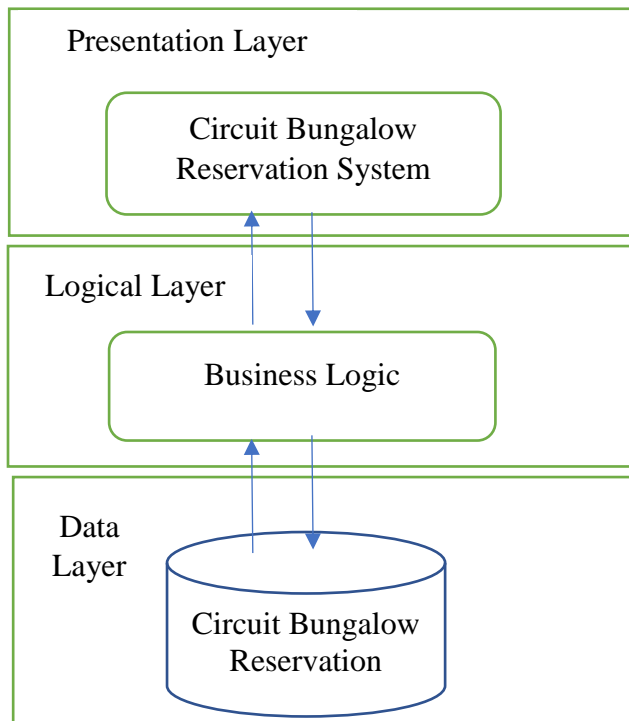 Presentation Layer
Circuit Bungalow
Reservation System
Logical Layer
Business Logic
Data
Layer
Circuit Bungalow
Reservation